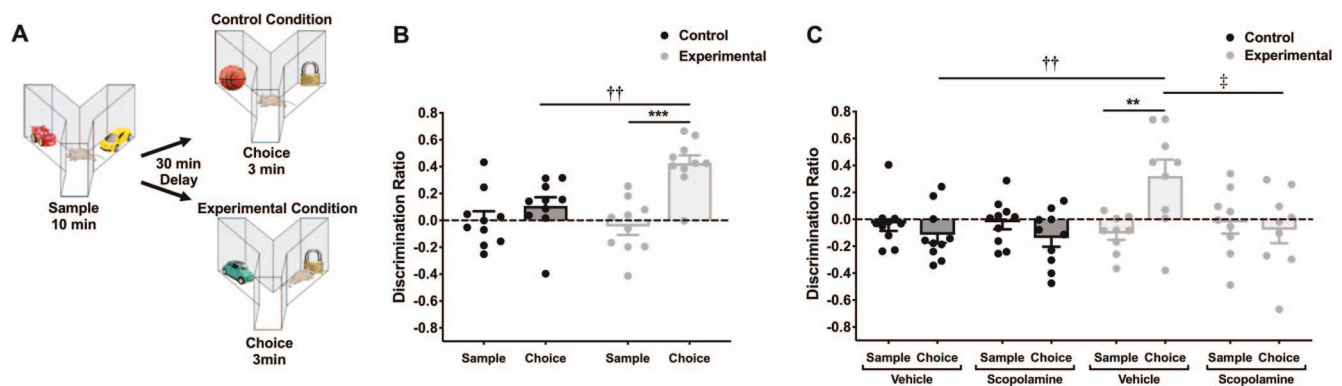 A
Control Condition
Choice
3 min
30 min
Delay
Sample
10 min
Experimental Condition
Choice
3min
B
Control
Experimental
††
***
Discrimination Ratio
0.8
0.6
0.4
0.2
0.0
-0.2
-0.4
-0.6
-0.8
Sample Choice Sample Choice
C
Control
Experimental
††
‡
**
Discrimination Ratio
0.8
0.6
0.4
0.2
0.0
-0.2
-0.4
-0.6
-0.8
Sample Choice Sample Choice Sample Choice Sample Choice
Vehicle Scopolamine Vehicle Scopolamine